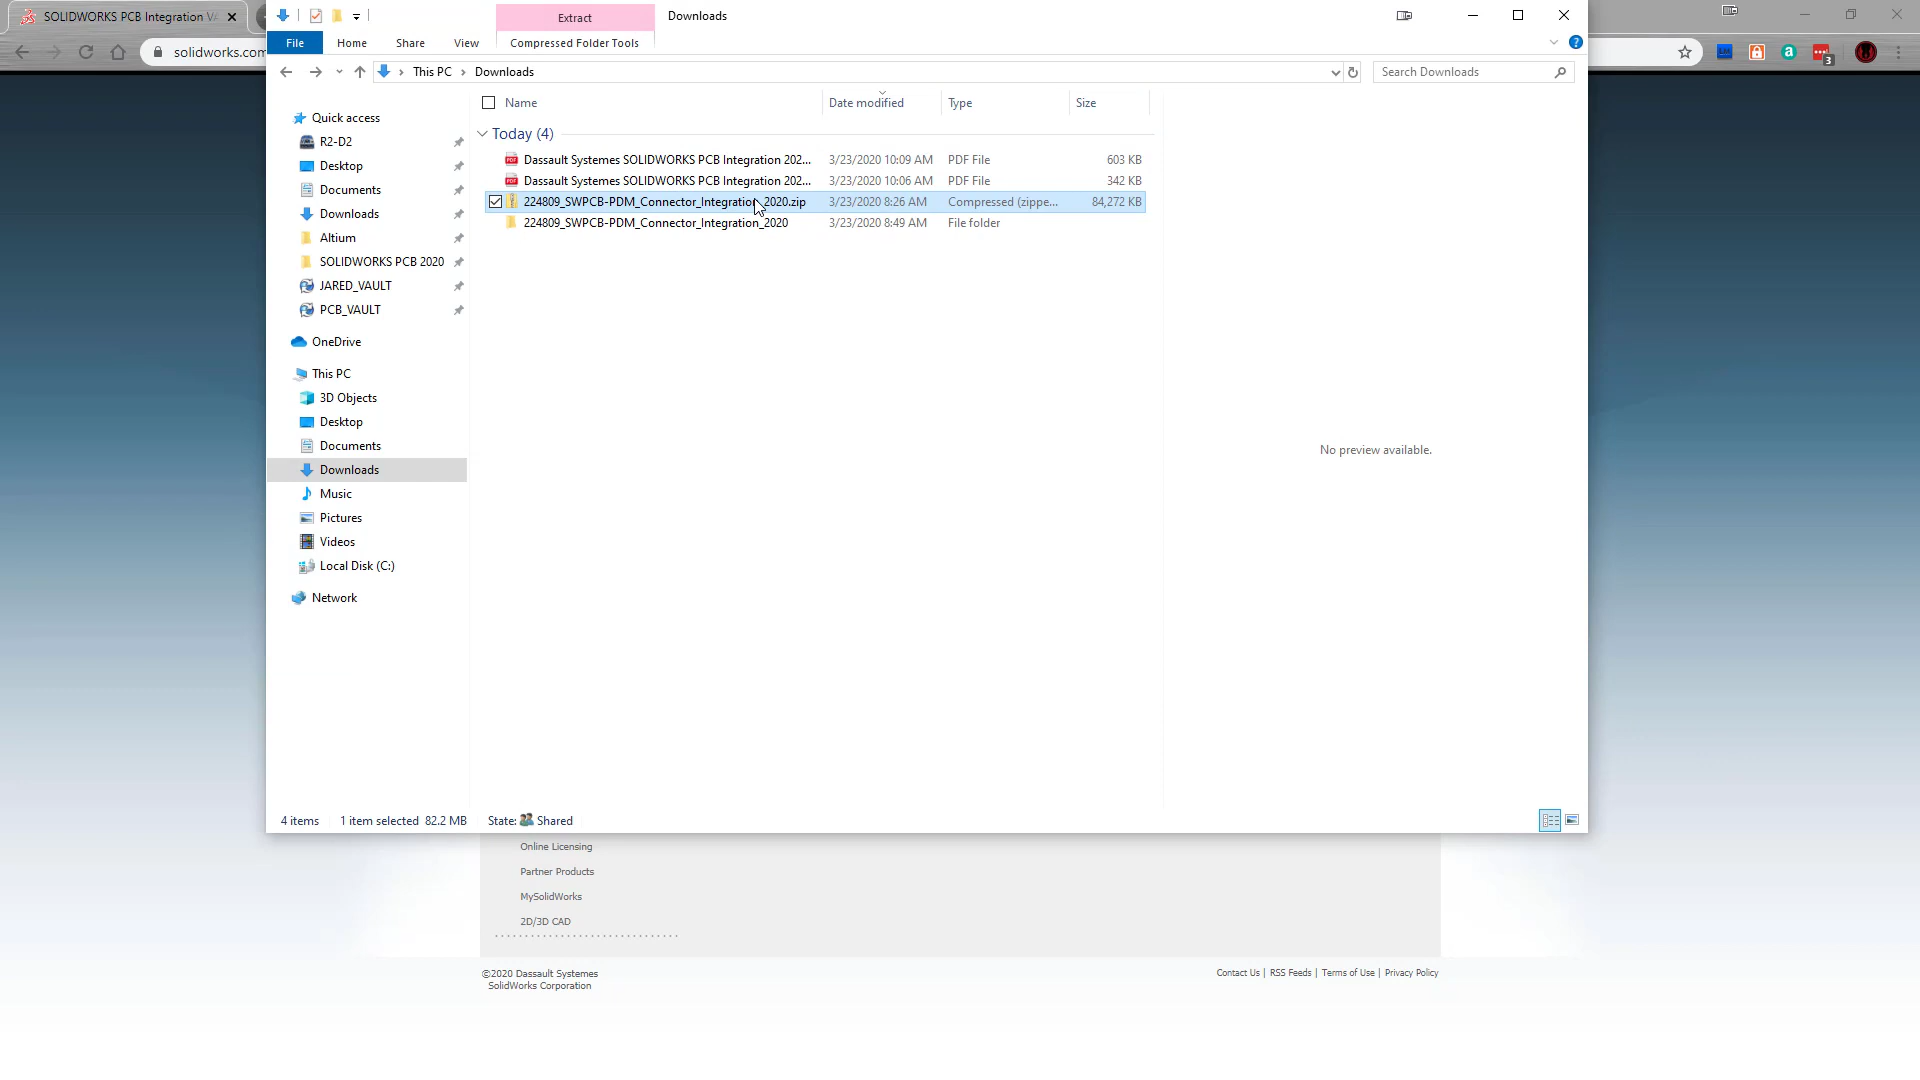 SOLIDWORKS PCB Integration V
Extract
Downloads
File
Home
Share
View
Compressed Folder Tools
solidworks.com
3
This PC
Downloads
Search Downloads
Name
Date modified
Type
Size
Quick access
R2-D2
Desktop
Documents
Downloads
Altium
SOLIDWORKS PCB 2020
JARED_VAULT
PCB_VAULT
OneDrive
This PC
3D Objects
Desktop
Documents
Downloads
Music
Pictures
Videos
Local Disk (C:)
Network
Today (4)
Dassault Systemes SOLIDWORKS PCB Integration 202... 3/23/2020 10:09 AM PDF File 603 KB
Dassault Systemes SOLIDWORKS PCB Integration 202... 3/23/2020 10:06 AM PDF File 342 KB
224809_SWPCB-PDM_Connector_Integration_2020.zip 3/23/2020 8:26 AM Compressed (zippe... 84,272 KB
224809_SWPCB-PDM_Connector_Integration_2020 3/23/2020 8:49 AM File folder
No preview available.
4 items 1 item selected 82.2 MB State: Shared
Online Licensing
Partner Products
MySolidWorks
2D/3D CAD
©2020 Dassault Systemes
SolidWorks Corporation
Contact Us | RSS Feeds | Terms of Use | Privacy Policy